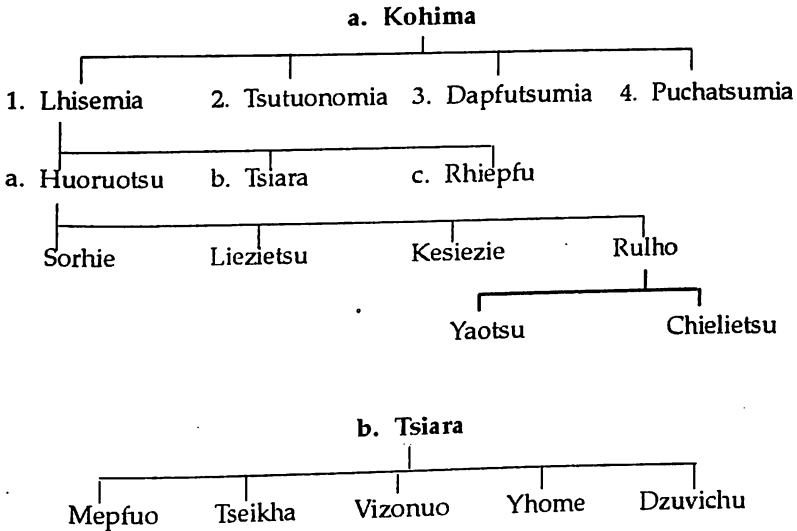 a. Kohima
1. Lhisemia 2. Tsutuonomia 3. Dapfutsumia 4. Puchatsumia
a. Huoruotsu b. Tsiara c. Rhiepfu
Sorhie Liezietsu Kesiezie Rulho
Yaotsu Chielietsu
b. Tsiara
Mepfuo Tseikha Vizonuo Yhome Dzuvichu